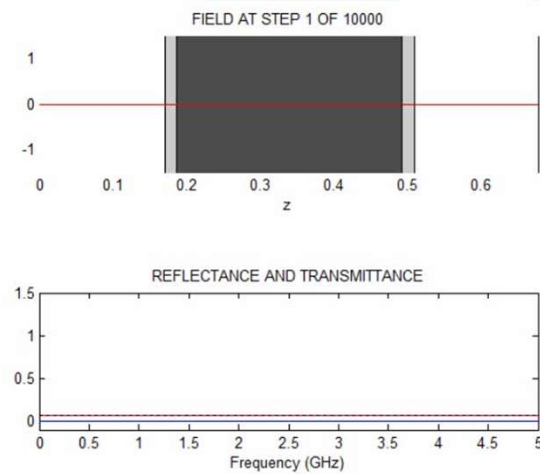 FIELD AT STEP 1 OF 10000
1
0
-1
0 0.1 0.2 0.3 0.4 0.5 0.6
z
REFLECTANCE AND TRANSMITTANCE
1.5
1
0.5
0
0 0.5 1 1.5 2 2.5 3 3.5 4 4.5 5
Frequency (GHz)